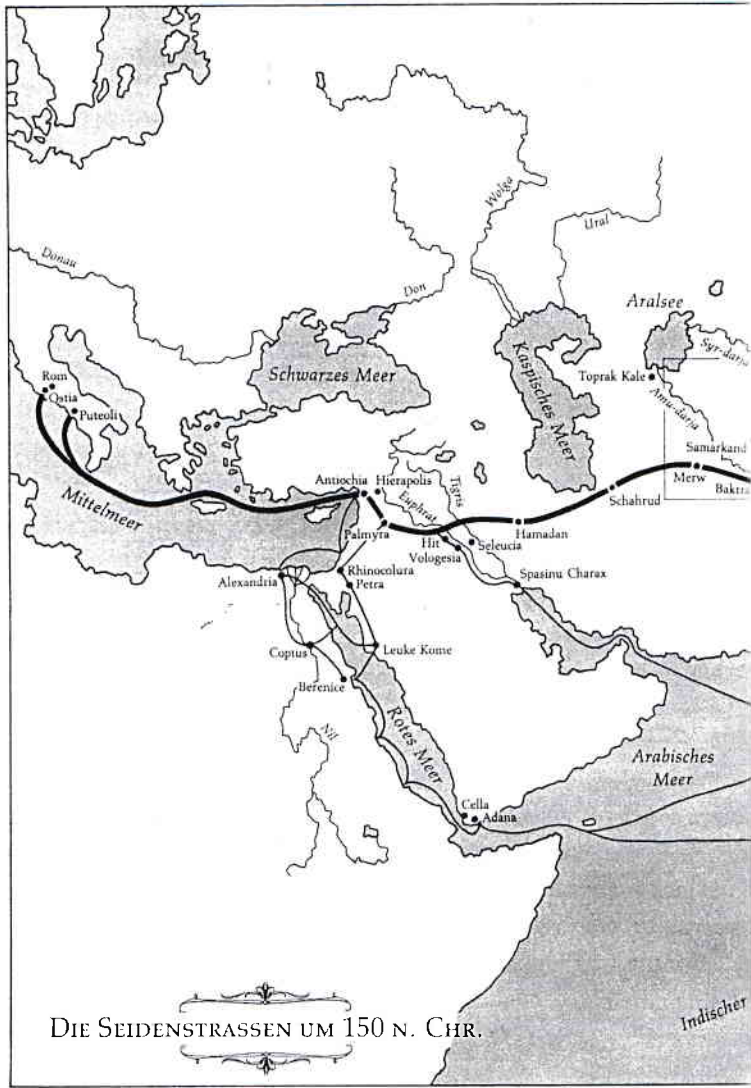 Wolga
Ural
Donau
Don
Aralsee
Syr-darja
Schwarzes Meer
Kaspisches Meer
Toprak Kale
Amu-darja
Rom
Ostia
Puteoli
Samarkand
Merw
Baktra
Mittelmeer
Antiochia
Hierapolis
Euphrat
Tigris
Schahrud
Palmyra
Hit
Vologesia
Seleucia
Hamadan
Alexandria
Rhinocolura
Petra
Spasinu Charax
Coptus
Leuke Kome
Berenice
Nil
Rotes Meer
Arabisches
Meer
Cella
Adana
Indischer
DIE SEIDENSTRASSEN UM 150 N. CHR.